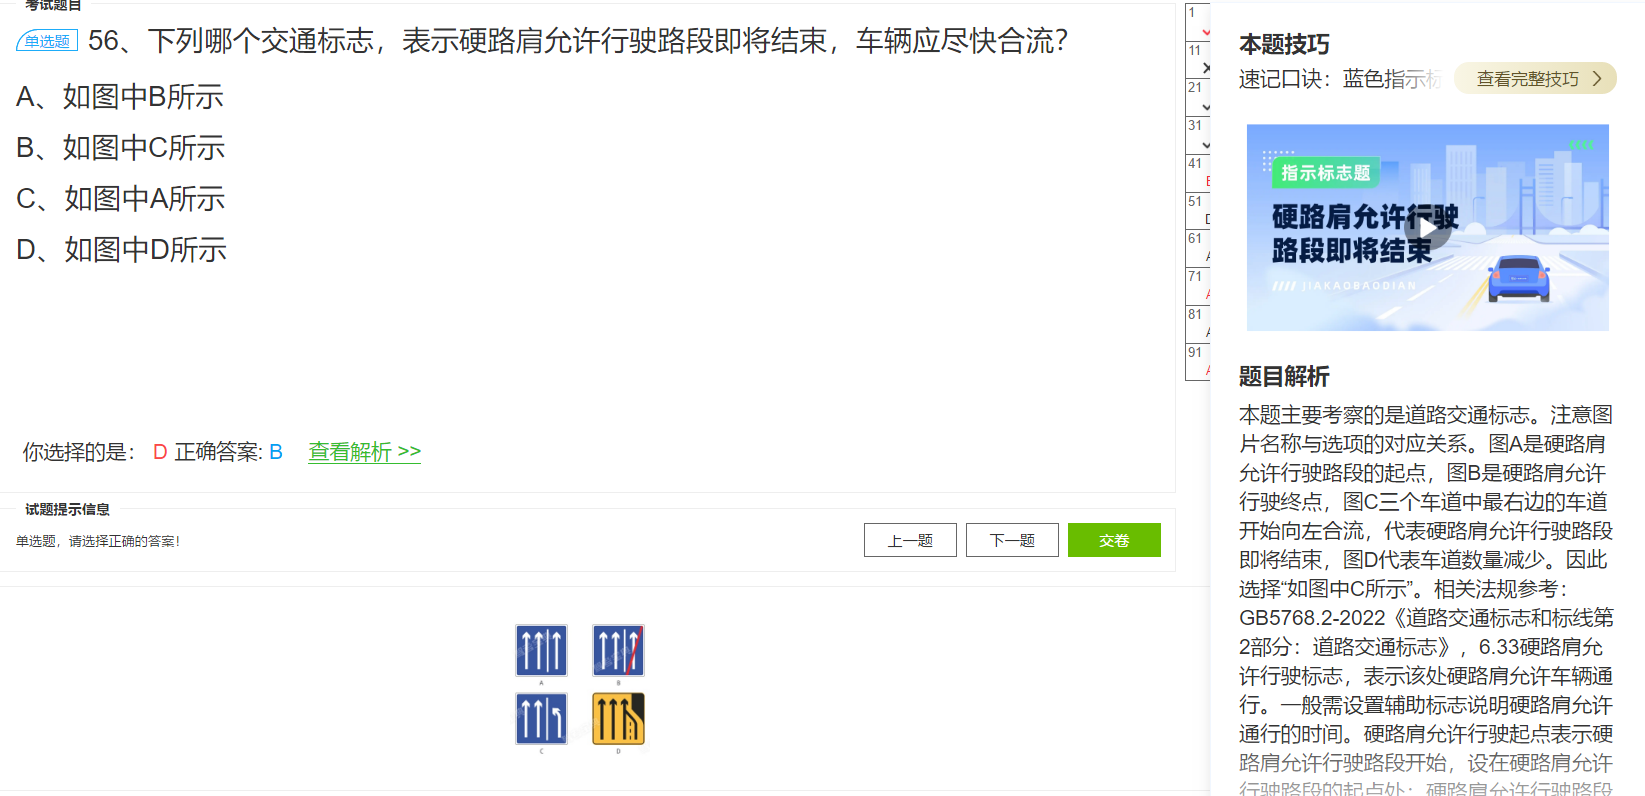 考试题目
单选题 56、下列哪个交通标志，表示硬路肩允许行驶路段即将结束，车辆应尽快合流？
A、如图中B所示
B、如图中C所示
C、如图中A所示
D、如图中D所示
你选择的是： D 正确答案: B 查看解析 >>
试题提示信息
单选题，请选择正确的答案！
上一题 下一题 交卷
A B
C D
1
11
21
31
41
51
61
71
81
91
本题技巧
速记口诀：蓝色指示标 查看完整技巧
指示标志题
硬路肩允许行驶
路段即将结束
JIAKAOBAODIAN
题目解析
本题主要考察的是道路交通标志。注意图
片名称与选项的对应关系。图A是硬路肩
允许行驶路段的起点，图B是硬路肩允许
行驶终点，图C三个车道中最右边的车道
开始向左合流，代表硬路肩允许行驶路段
即将结束，图D代表车道数量减少。因此
选择“如图中C所示”。相关法规参考：
GB5768.2-2022《道路交通标志和标线第
2部分：道路交通标志》，6.33硬路肩允
许行驶标志，表示该处硬路肩允许车辆通
行。一般需设置辅助标志说明硬路肩允许
通行的时间。硬路肩允许行驶起点表示硬
路肩允许行驶路段开始，设在硬路肩允许
行驶路段的起点处；硬路肩允许行驶路段